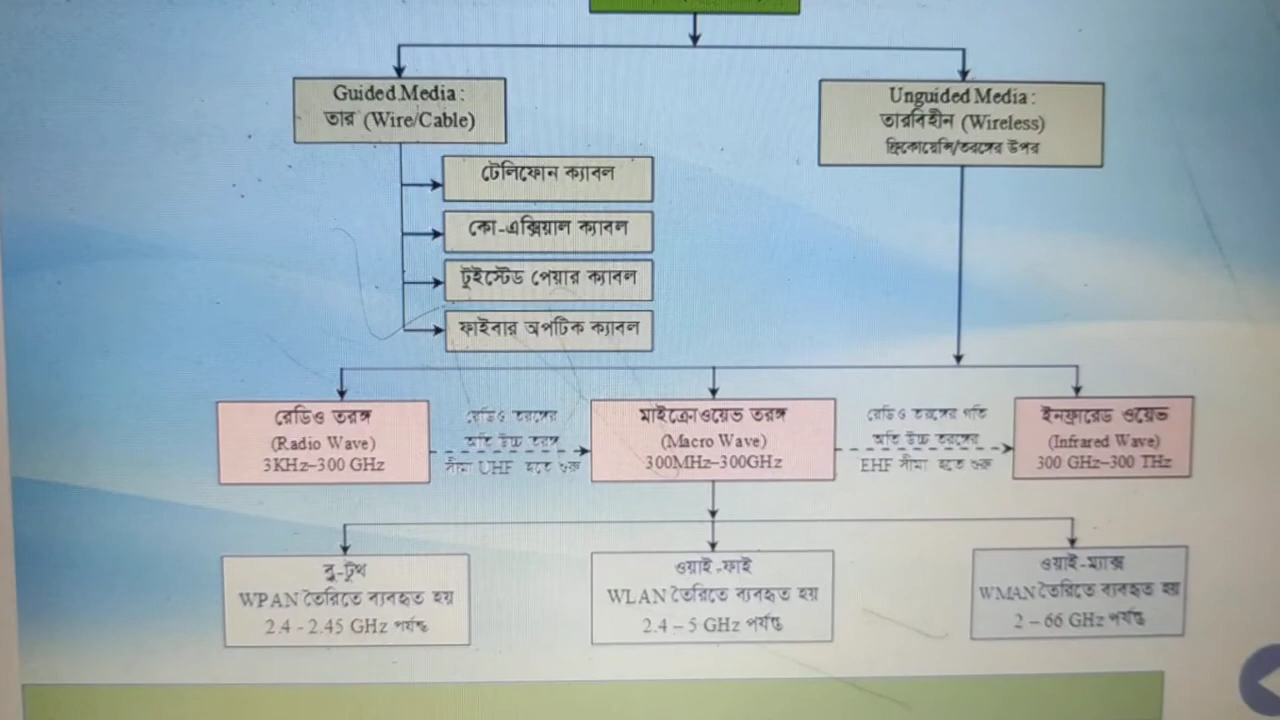 Guided Media :
তার (Wire/Cable)
Unguided Media :
তারবিহীন (Wireless)
ফ্রিকোয়েন্সি/তরঙ্গের উপর
টেলিফোন ক্যাবল
কো-এক্সিয়াল ক্যাবল
টুইস্টেড পেয়ার ক্যাবল
ফাইবার অপটিক ক্যাবল
রেডিও তরঙ্গ
(Radio Wave)
3KHz–300 GHz
রেডিও তরঙ্গের
অতি উচ্চ তরঙ্গ
সীমা UHF হতে শুরু
মাইক্রোওয়েভ তরঙ্গ
(Macro Wave)
300MHz–300GHz
রেডিও তরঙ্গের গতি
অতি উচ্চ তরঙ্গের
EHF সীমা হতে শুরু
ইনফ্রারেড ওয়েভ
(Infrared Wave)
300 GHz–300 THz
ব্লু-টুথ
WPAN তৈরিতে ব্যবহৃত হয়
2.4 - 2.45 GHz পর্যন্ত
ওয়াই-ফাই
WLAN তৈরিতে ব্যবহৃত হয়
2.4 – 5 GHz পর্যন্ত
ওয়াই-ম্যাক্স
WMAN তৈরিতে ব্যবহৃত হয়
2 – 66 GHz পর্যন্ত